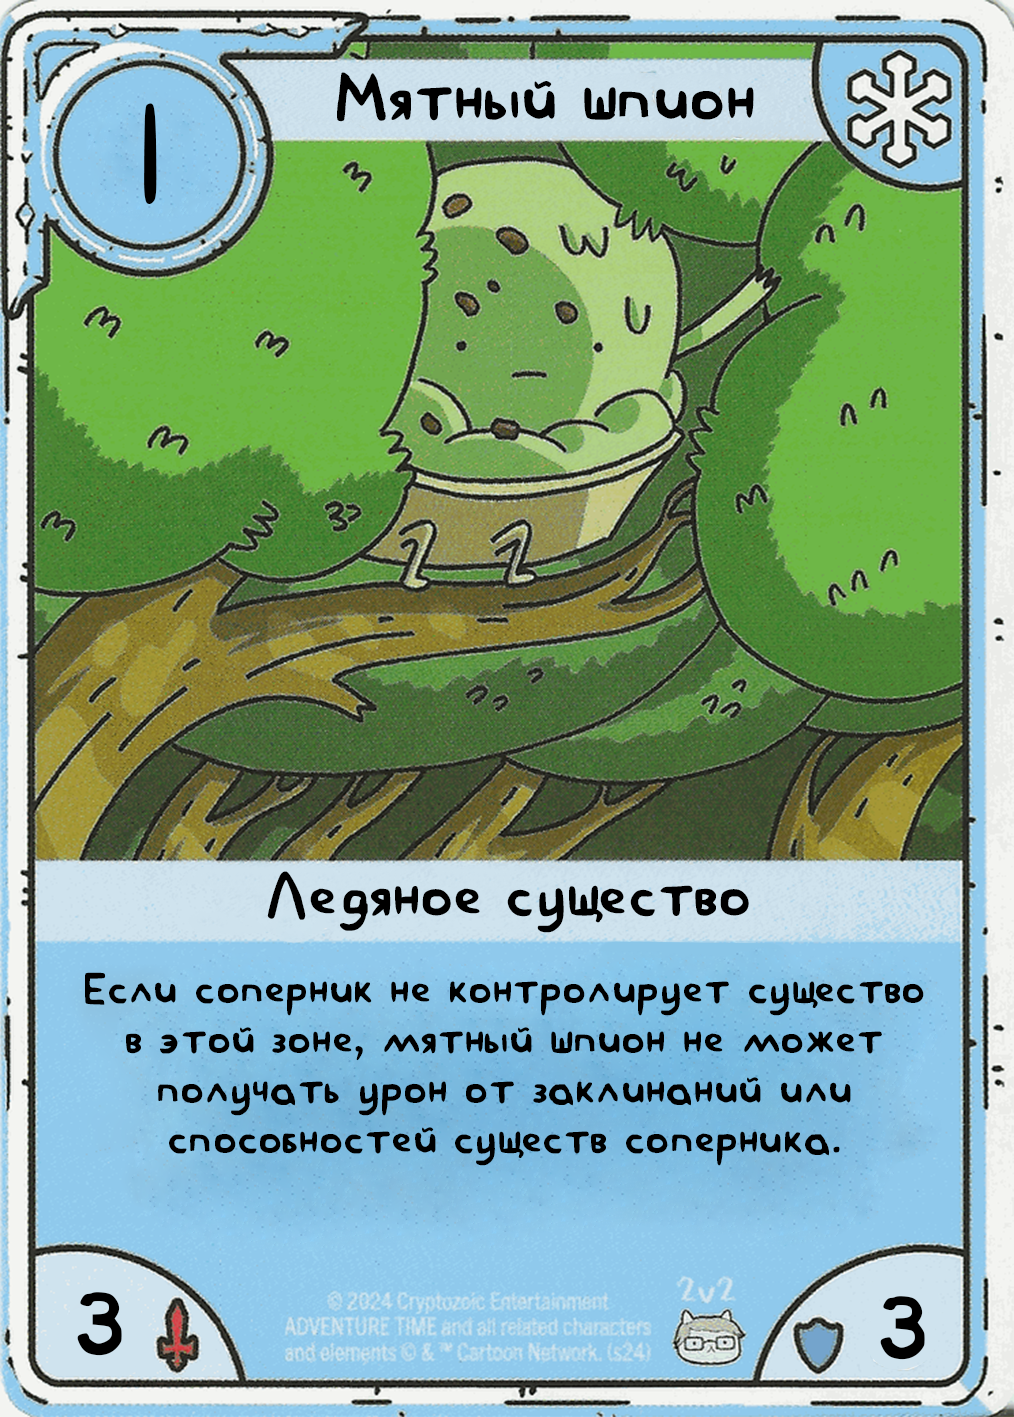 1
Мятный шпион
Ледяное существо
Если соперник не контролирует существо
в этой зоне, мятный шпион не может
получать урон от заклинаний или
способностей существ соперника.
3
© 2024 Cryptozoic Entertainment
ADVENTURE TIME and all related characters
and elements © & ™ Cartoon Network. (s24)
2v2
3